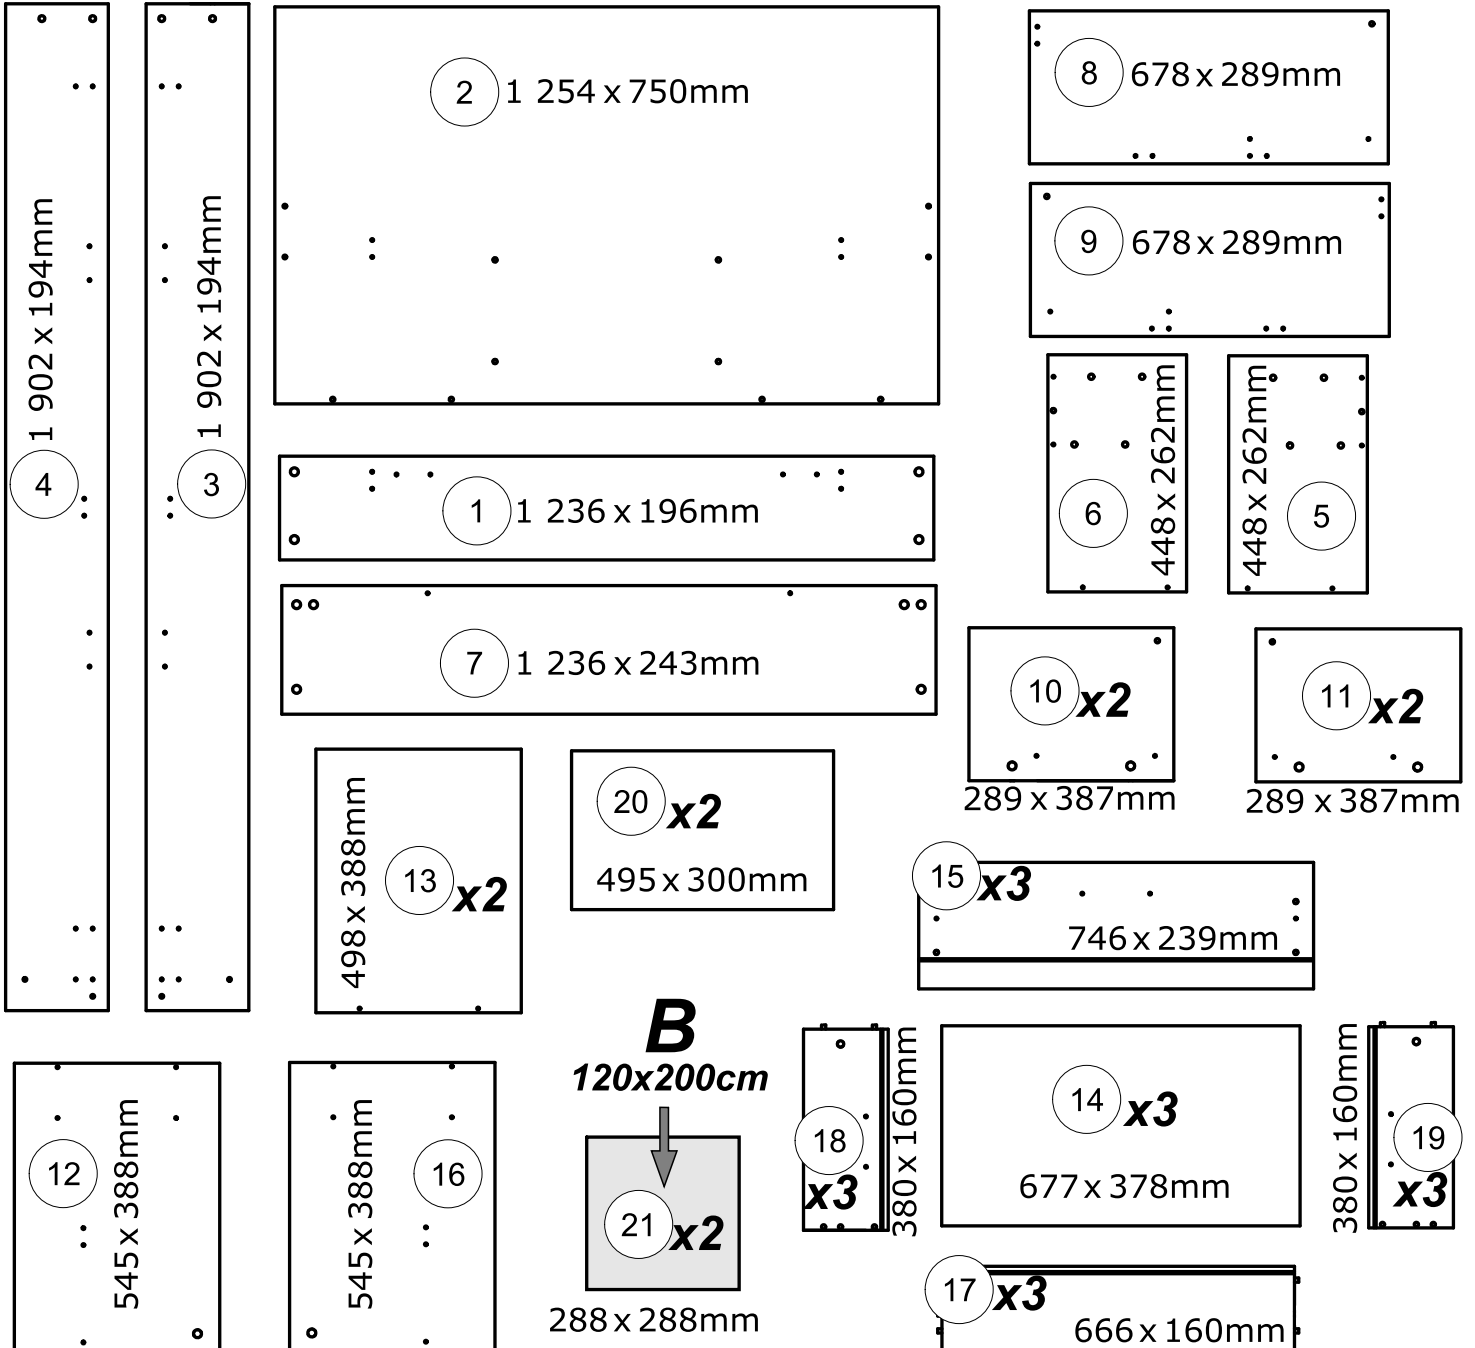 4
1 902 x 194mm
3
1 902 x 194mm
2 1 254 x 750mm
8 678 x 289mm
9 678 x 289mm
1 1 236 x 196mm
6
448 x 262mm
448 x 262mm
5
7 1 236 x 243mm
10 x2
289 x 387mm
11 x2
289 x 387mm
498 x 388mm
13 x2
20 x2
495 x 300mm
15 x3
746 x 239mm
B
120x200cm
21 x2
288 x 288mm
12
545 x 388mm
545 x 388mm
16
18
x3
380 x 160mm
14 x3
677 x 378mm
380 x 160mm
19
x3
17 x3
666 x 160mm